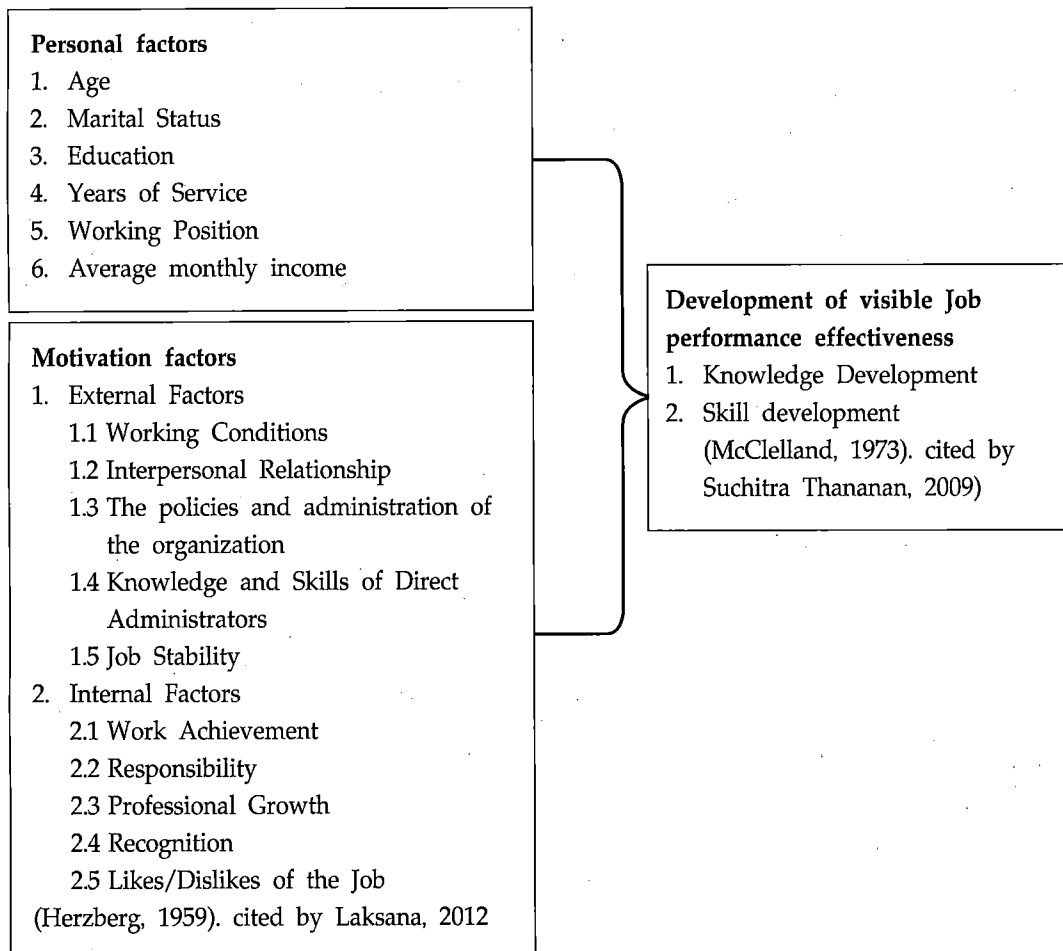 Personal factors
1. Age
2. Marital Status
3. Education
4. Years of Service
5. Working Position
6. Average monthly income
Motivation factors
1. External Factors
1.1 Working Conditions
1.2 Interpersonal Relationship
1.3 The policies and administration of
the organization
1.4 Knowledge and Skills of Direct
Administrators
1.5 Job Stability
2. Internal Factors
2.1 Work Achievement
2.2 Responsibility
2.3 Professional Growth
2.4 Recognition
2.5 Likes/Dislikes of the Job
(Herzberg, 1959). cited by Laksana, 2012
Development of visible Job
performance effectiveness
1. Knowledge Development
2. Skill development
(McClelland, 1973). cited by
Suchitra Thananan, 2009)